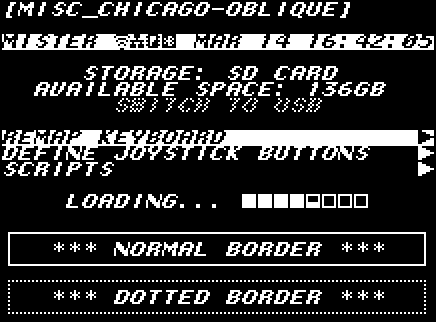 [MISC_CHICAGO-OBLIQUE]
MISTER MAR 14 16:42:05
STORAGE: SD CARD
AVAILABLE SPACE: 136GB
SWITCH TO USB
REMAP KEYBOARD
DEFINE JOYSTICK BUTTONS
SCRIPTS
LOADING...
*** NORMAL BORDER ***
*** DOTTED BORDER ***